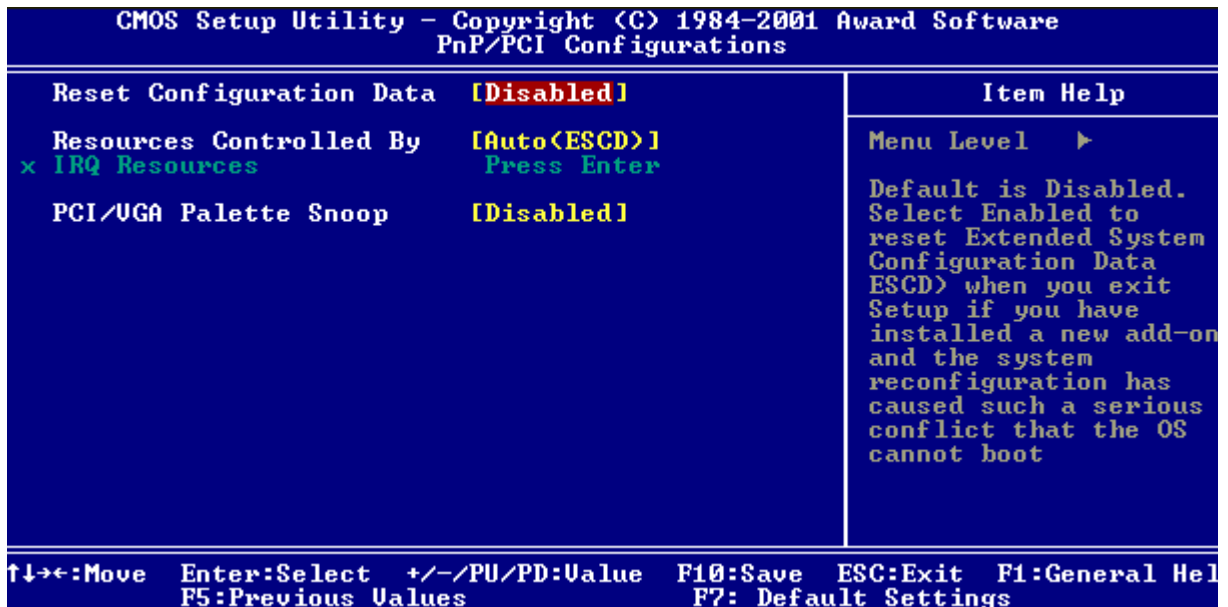 CMOS Setup Utility – Copyright (C) 1984–2001 Award Software
PnP/PCI Configurations
Reset Configuration Data [Disabled]
Resources Controlled By [Auto(ESCD)]
x IRQ Resources Press Enter
PCI/VGA Palette Snoop [Disabled]
Item Help
Menu Level ►
Default is Disabled.
Select Enabled to
reset Extended System
Configuration Data
ESCD) when you exit
Setup if you have
installed a new add-on
and the system
reconfiguration has
caused such a serious
conflict that the OS
cannot boot
↑↓→←:Move Enter:Select +/-/PU/PD:Value F10:Save ESC:Exit F1:General Hel
F5:Previous Values F7: Default Settings